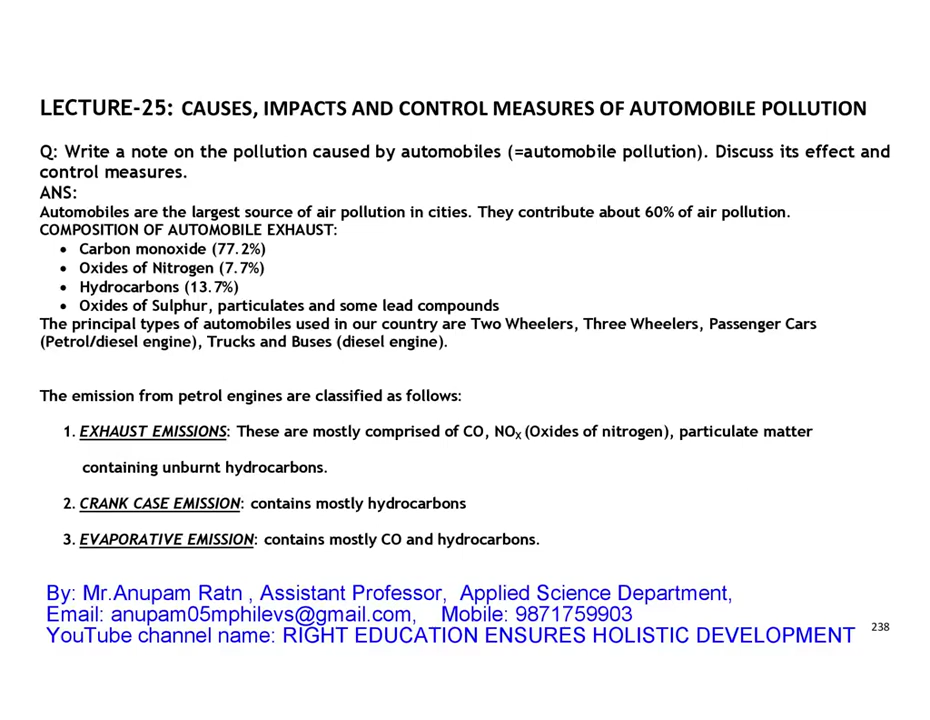 LECTURE-25: CAUSES, IMPACTS AND CONTROL MEASURES OF AUTOMOBILE POLLUTION
Q: Write a note on the pollution caused by automobiles (=automobile pollution). Discuss its effect and
control measures.
ANS:
Automobiles are the largest source of air pollution in cities. They contribute about 60% of air pollution.
COMPOSITION OF AUTOMOBILE EXHAUST:
• Carbon monoxide (77.2%)
• Oxides of Nitrogen (7.7%)
• Hydrocarbons (13.7%)
• Oxides of Sulphur, particulates and some lead compounds
The principal types of automobiles used in our country are Two Wheelers, Three Wheelers, Passenger Cars
(Petrol/diesel engine), Trucks and Buses (diesel engine).
The emission from petrol engines are classified as follows:
1. EXHAUST EMISSIONS: These are mostly comprised of CO, NOX (Oxides of nitrogen), particulate matter
containing unburnt hydrocarbons.
2. CRANK CASE EMISSION: contains mostly hydrocarbons
3. EVAPORATIVE EMISSION: contains mostly CO and hydrocarbons.
By: Mr.Anupam Ratn , Assistant Professor, Applied Science Department,
Email: anupam05mphilevs@gmail.com, Mobile: 9871759903
YouTube channel name: RIGHT EDUCATION ENSURES HOLISTIC DEVELOPMENT
238